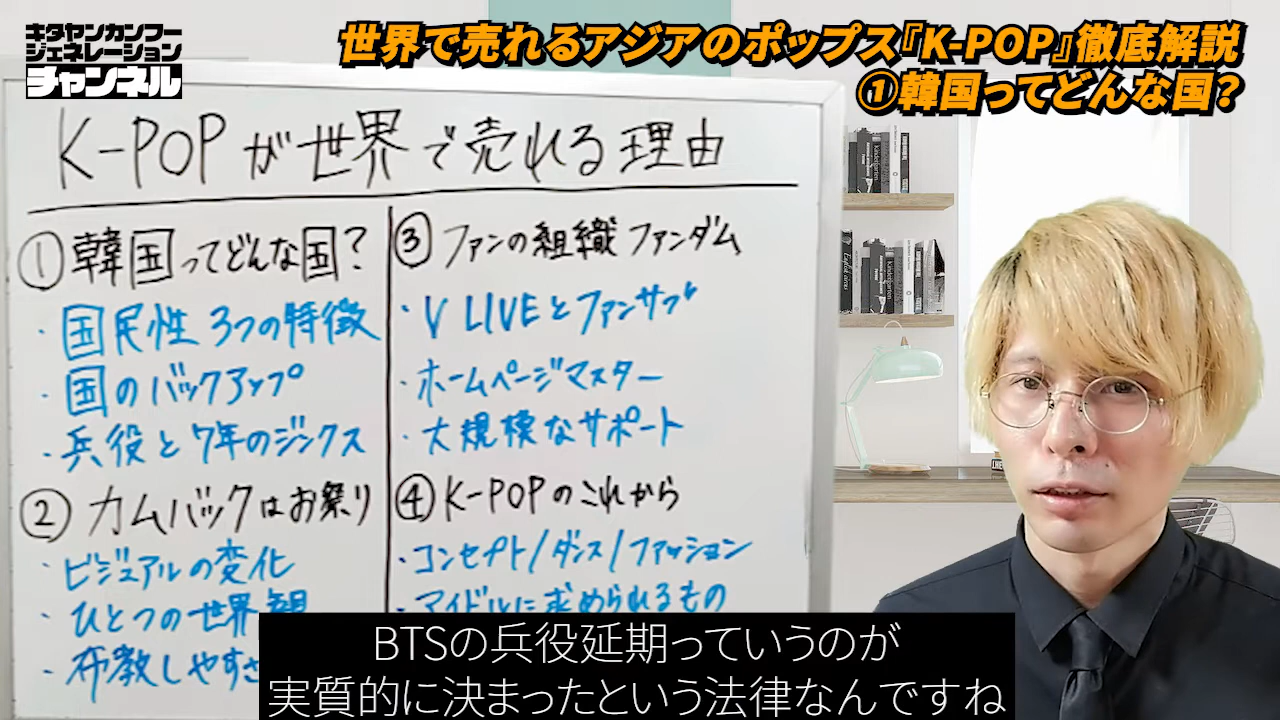 キタヤンカンフー
ジェネレーション
チャンネル
世界で売れるアジアのポップス『K-POP』徹底解説
①韓国ってどんな国?
K-POPが世界で売れる理由
①韓国ってどんな国?
・国民性 3つの特徴
・国のバックアップ
・兵役と7年のジンクス
②カムバックはお祭り
・ビジュアルの変化
・ひとつの世界観
・布教しやすさ
③ファンの組織 ファンダム
・V LIVEとファンサブ
・ホームページマスター
・大規模なサポート
④K-POPのこれから
・コンセプト/ダンス/ファッション
・アイドルに求められるもの
BTSの兵役延期っていうのが
実質的に決まったという法律なんですね